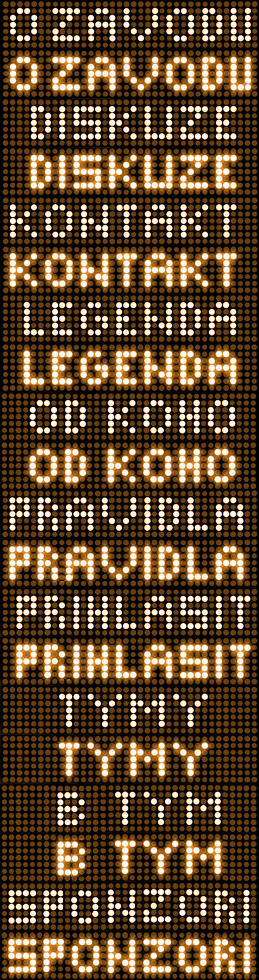 O ZAVODU
O ZAVODU
DISKUZE
DISKUZE
KONTAKT
KONTAKT
LEGENDA
LEGENDA
OD KOHO
OD KOHO
PRAVIDLA
PRAVIDLA
PRIHLASIT
PRIHLASIT
TYMY
TYMY
B TYM
B TYM
SPONZORI
SPONZORI